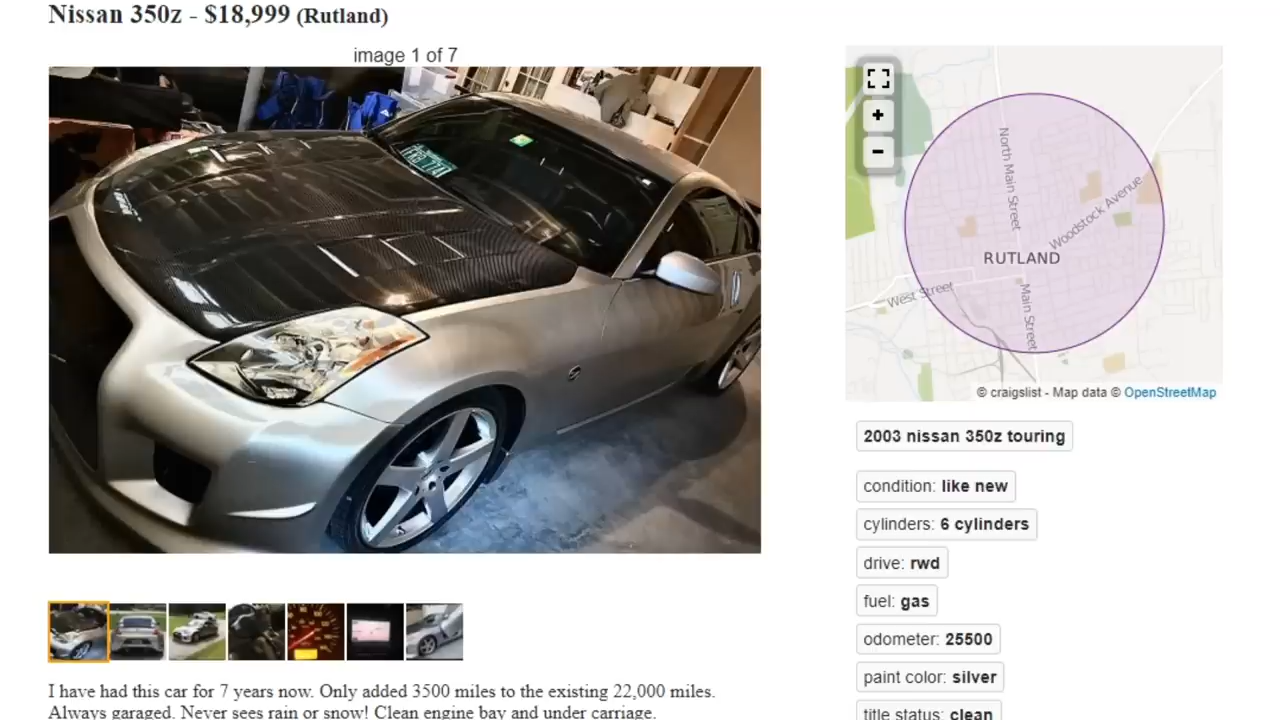 Nissan 350z - $18,999 (Rutland)
image 1 of 7
+
-
North Main Street
Woodstock Avenue
RUTLAND
West Street
Main Street
© craigslist - Map data © OpenStreetMap
2003 nissan 350z touring
condition: like new
cylinders: 6 cylinders
drive: rwd
fuel: gas
odometer: 25500
paint color: silver
title status: clean
I have had this car for 7 years now. Only added 3500 miles to the existing 22,000 miles.
Always garaged. Never sees rain or snow! Clean engine bay and under carriage.